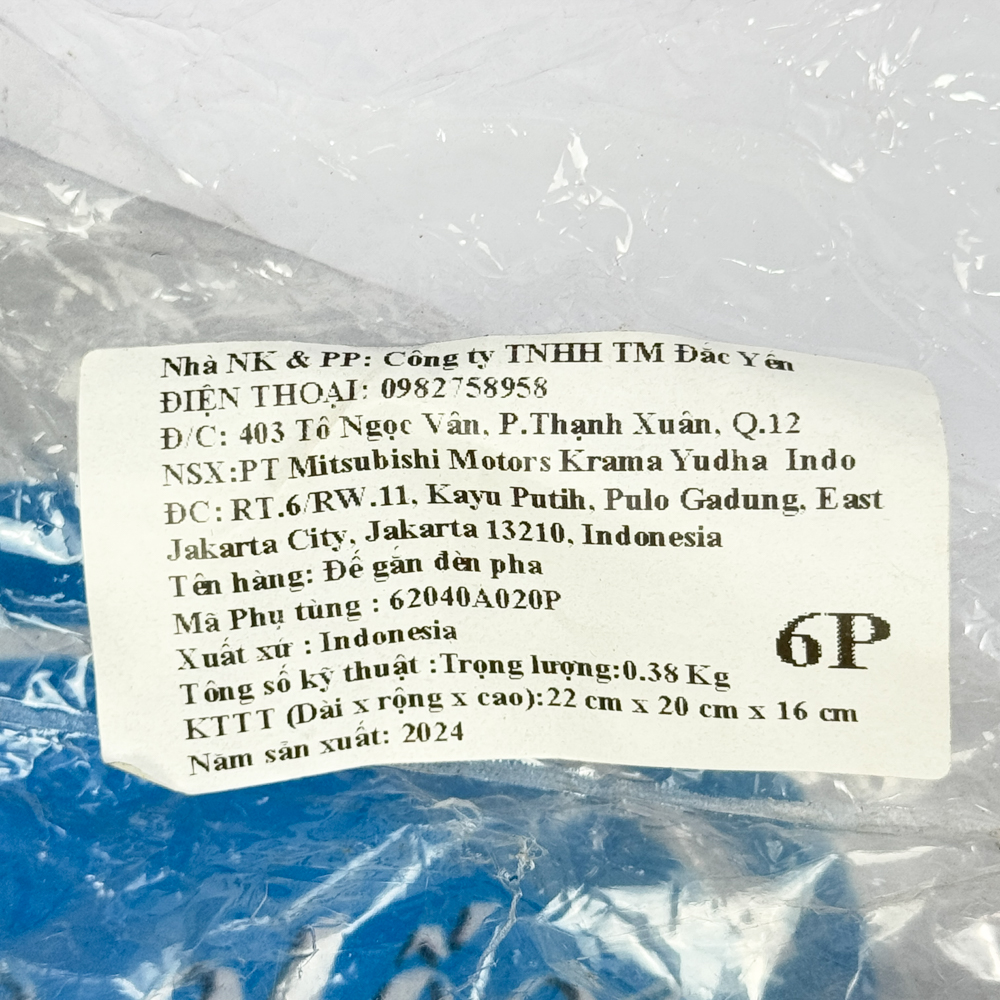 Nhà NK & PP: Công ty TNHH TM Đắc Yến
ĐIỆN THOẠI: 0982758958
Đ/C: 403 Tô Ngọc Vân, P.Thạnh Xuân, Q.12
NSX:PT Mitsubishi Motors Krama Yudha Indo
ĐC: RT.6/RW.11, Kayu Putih, Pulo Gadung, East
Jakarta City, Jakarta 13210, Indonesia
Tên hàng: Đế gắn đèn pha
Mã Phụ tùng : 62040A020P
Xuất xứ : Indonesia
Tông số kỹ thuật :Trọng lượng:0.38 Kg
KTTT (Dài x rộng x cao):22 cm x 20 cm x 16 cm
Năm sản xuất: 2024
6P